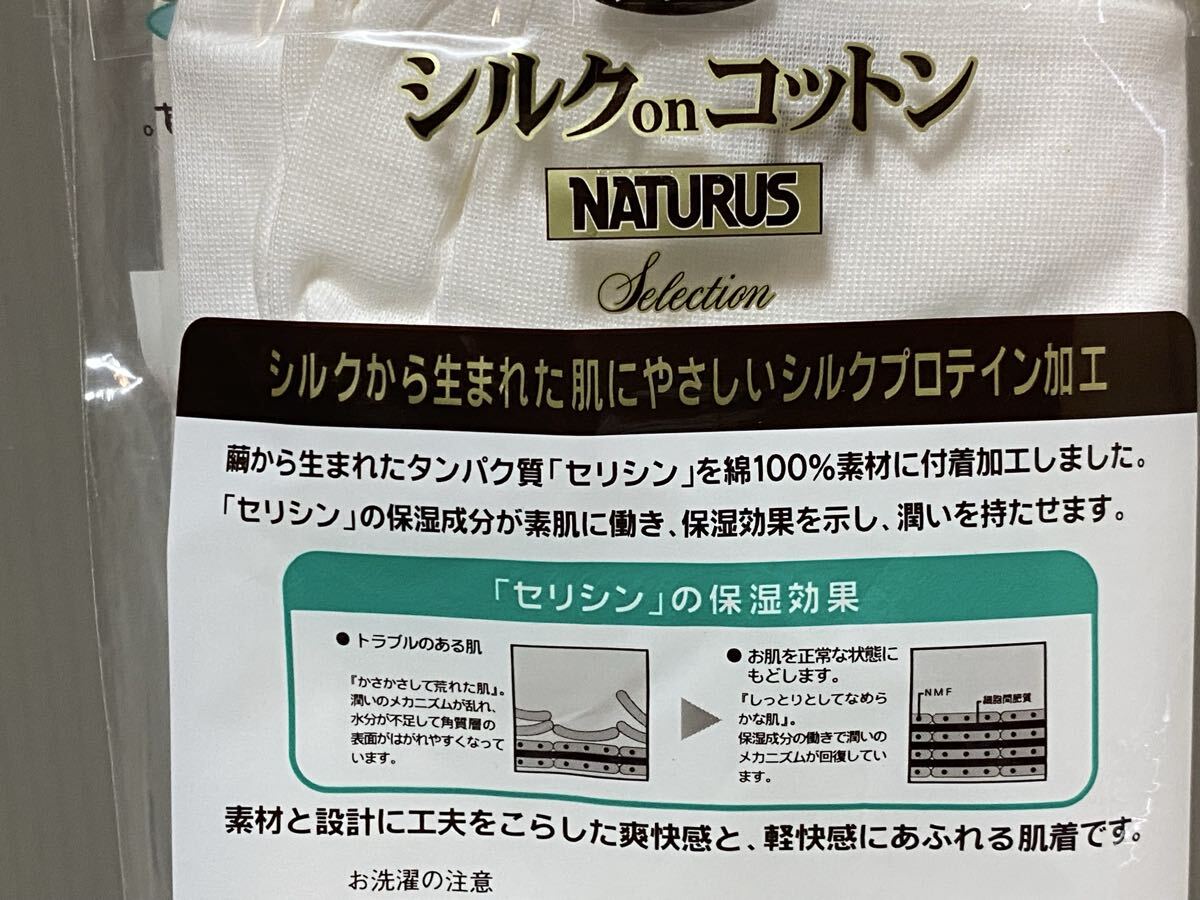 シルクonコットン
NATURUS
Selection
シルクから生まれた肌にやさしいシルクプロテイン加工
繭から生まれたタンパク質「セリシン」を綿100%素材に付着加工しました。
「セリシン」の保湿成分が素肌に働き、保湿効果を示し、潤いを持たせます。
「セリシン」の保湿効果
●トラブルのある肌
『かさかさして荒れた肌』。
潤いのメカニズムが乱れ、
水分が不足して角質層の
表面がはがれやすくなって
います。
●お肌を正常な状態に
もどします。
『しっとりとしてなめら
かな肌』。
保湿成分の働きで潤いの
メカニズムが回復してい
ます。
NMF
細胞間肥質
素材と設計に工夫をこらした爽快感と、軽快感にあふれる肌着です。
お洗濯の注意